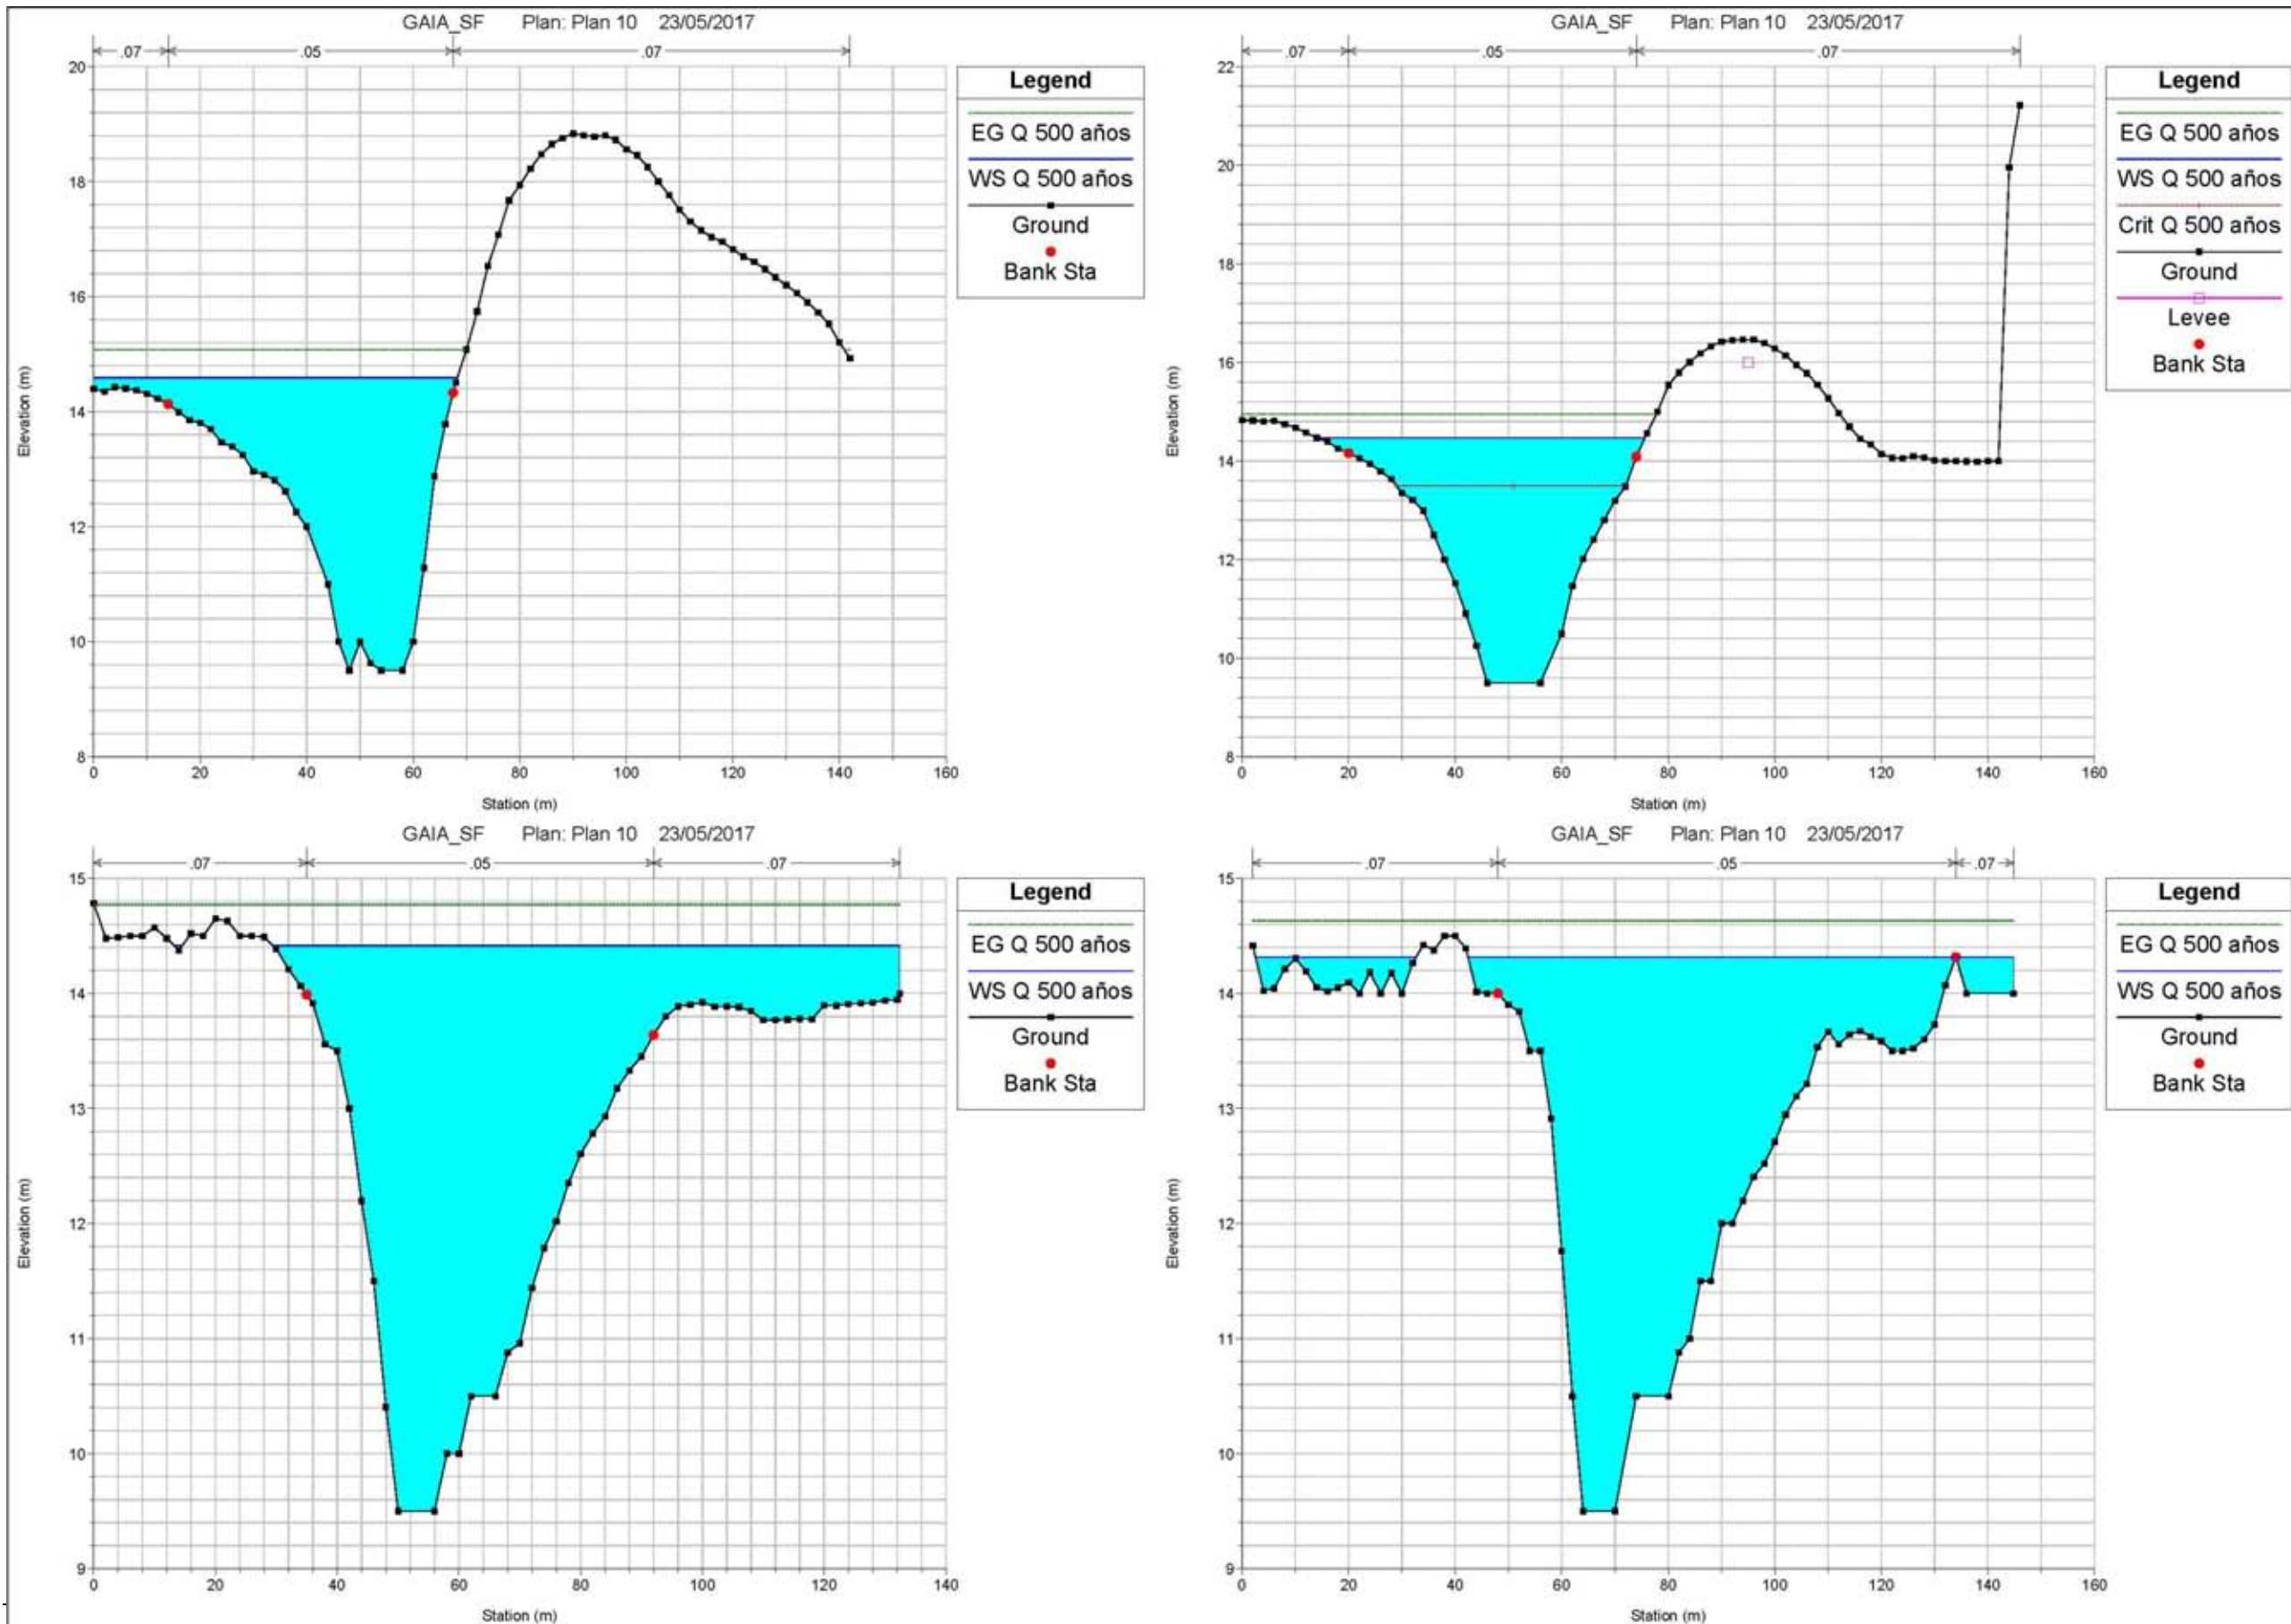 GAIA_SF Plan: Plan 10 23/05/2017
.07 .05 .07
20
18
16
14
12
10
8
Elevation (m)
0 20 40 60 80 100 120 140 160
Station (m)
Legend
EG Q 500 años
WS Q 500 años
Ground
Bank Sta
GAIA_SF Plan: Plan 10 23/05/2017
.07 .05 .07
22
20
18
16
14
12
10
8
Elevation (m)
0 20 40 60 80 100 120 140 160
Station (m)
Legend
EG Q 500 años
WS Q 500 años
Crit Q 500 años
Ground
Levee
Bank Sta
GAIA_SF Plan: Plan 10 23/05/2017
.07 .05 .07
15
14
13
12
11
10
9
Elevation (m)
0 20 40 60 80 100 120 140
Station (m)
Legend
EG Q 500 años
WS Q 500 años
Ground
Bank Sta
GAIA_SF Plan: Plan 10 23/05/2017
.07 .05 .07
15
14
13
12
11
10
9
Elevation (m)
0 20 40 60 80 100 120 140 160
Station (m)
Legend
EG Q 500 años
WS Q 500 años
Ground
Bank Sta